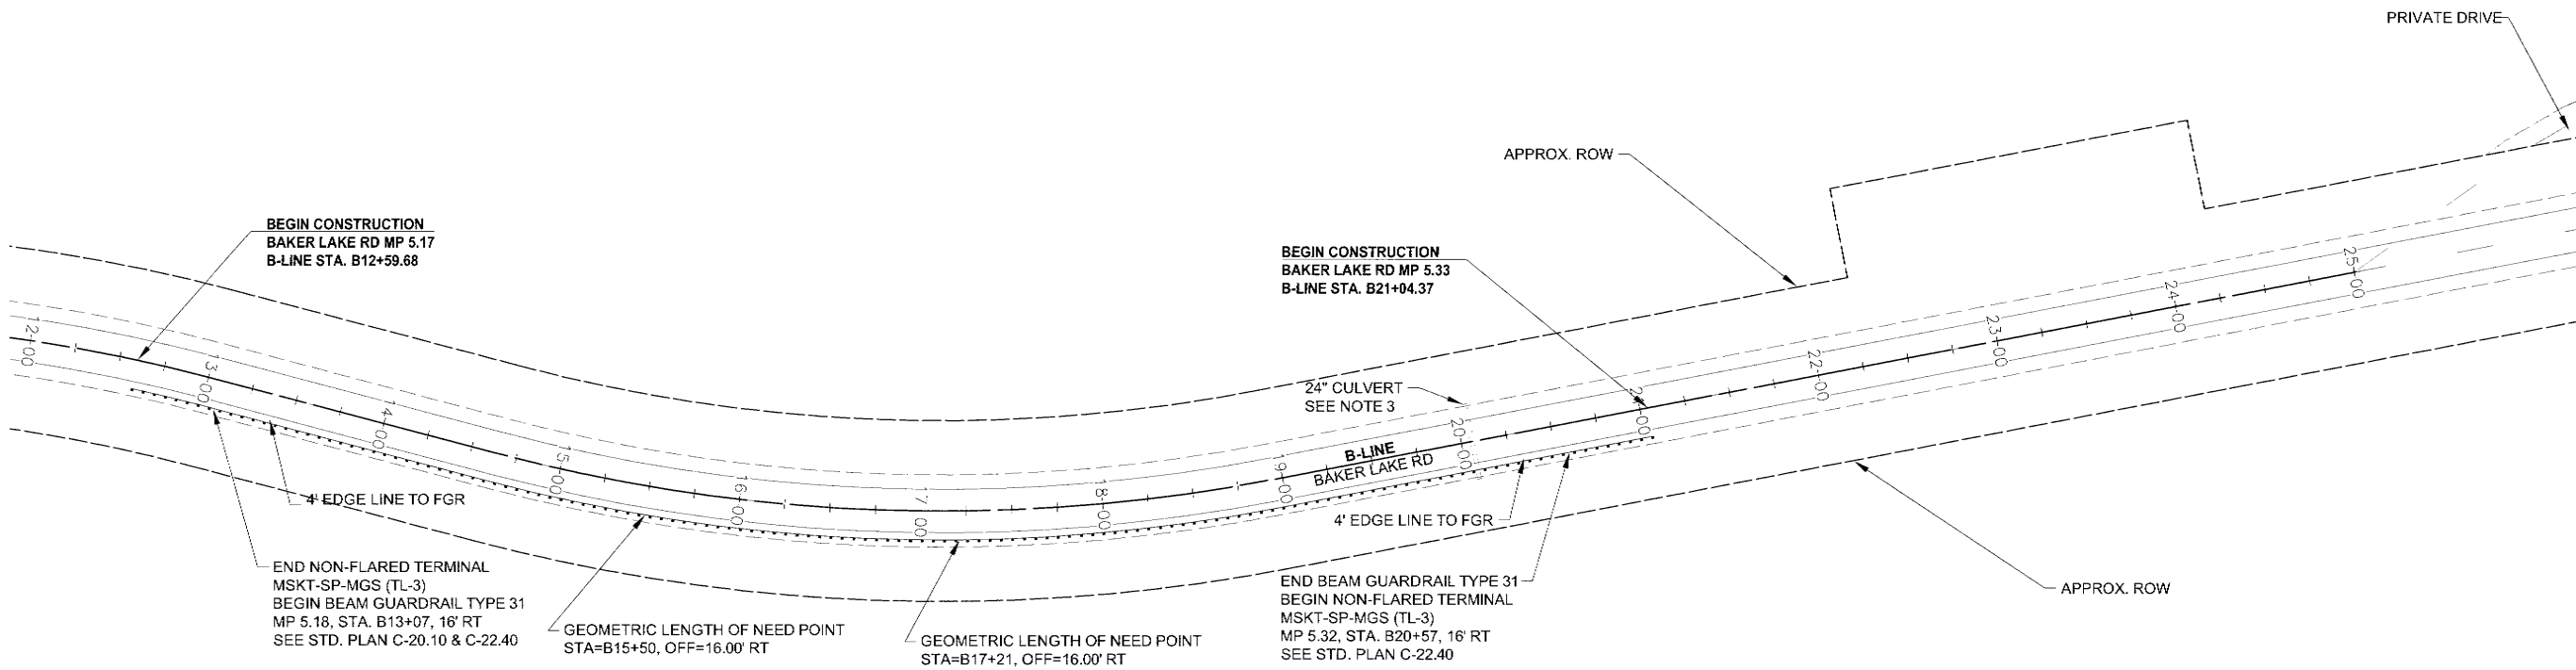 PRIVATE DRIVE
APPROX. ROW
BEGIN CONSTRUCTION
BAKER LAKE RD MP 5.17
B-LINE STA. B12+59.68
BEGIN CONSTRUCTION
BAKER LAKE RD MP 5.33
B-LINE STA. B21+04.37
24" CULVERT
SEE NOTE 3
12+00
13+00
14+00
15+00
16+00
17+00
18+00
19+00
20+00
21+00
22+00
23+00
24+00
25+00
B-LINE
BAKER LAKE RD
4' EDGE LINE TO FGR
4' EDGE LINE TO FGR
END NON-FLARED TERMINAL
MSKT-SP-MGS (TL-3)
BEGIN BEAM GUARDRAIL TYPE 31
MP 5.18, STA. B13+07, 16' RT
SEE STD. PLAN C-20.10 & C-22.40
GEOMETRIC LENGTH OF NEED POINT
STA=B15+50, OFF=16.00' RT
GEOMETRIC LENGTH OF NEED POINT
STA=B17+21, OFF=16.00' RT
END BEAM GUARDRAIL TYPE 31
BEGIN NON-FLARED TERMINAL
MSKT-SP-MGS (TL-3)
MP 5.32, STA. B20+57, 16' RT
SEE STD. PLAN C-22.40
APPROX. ROW